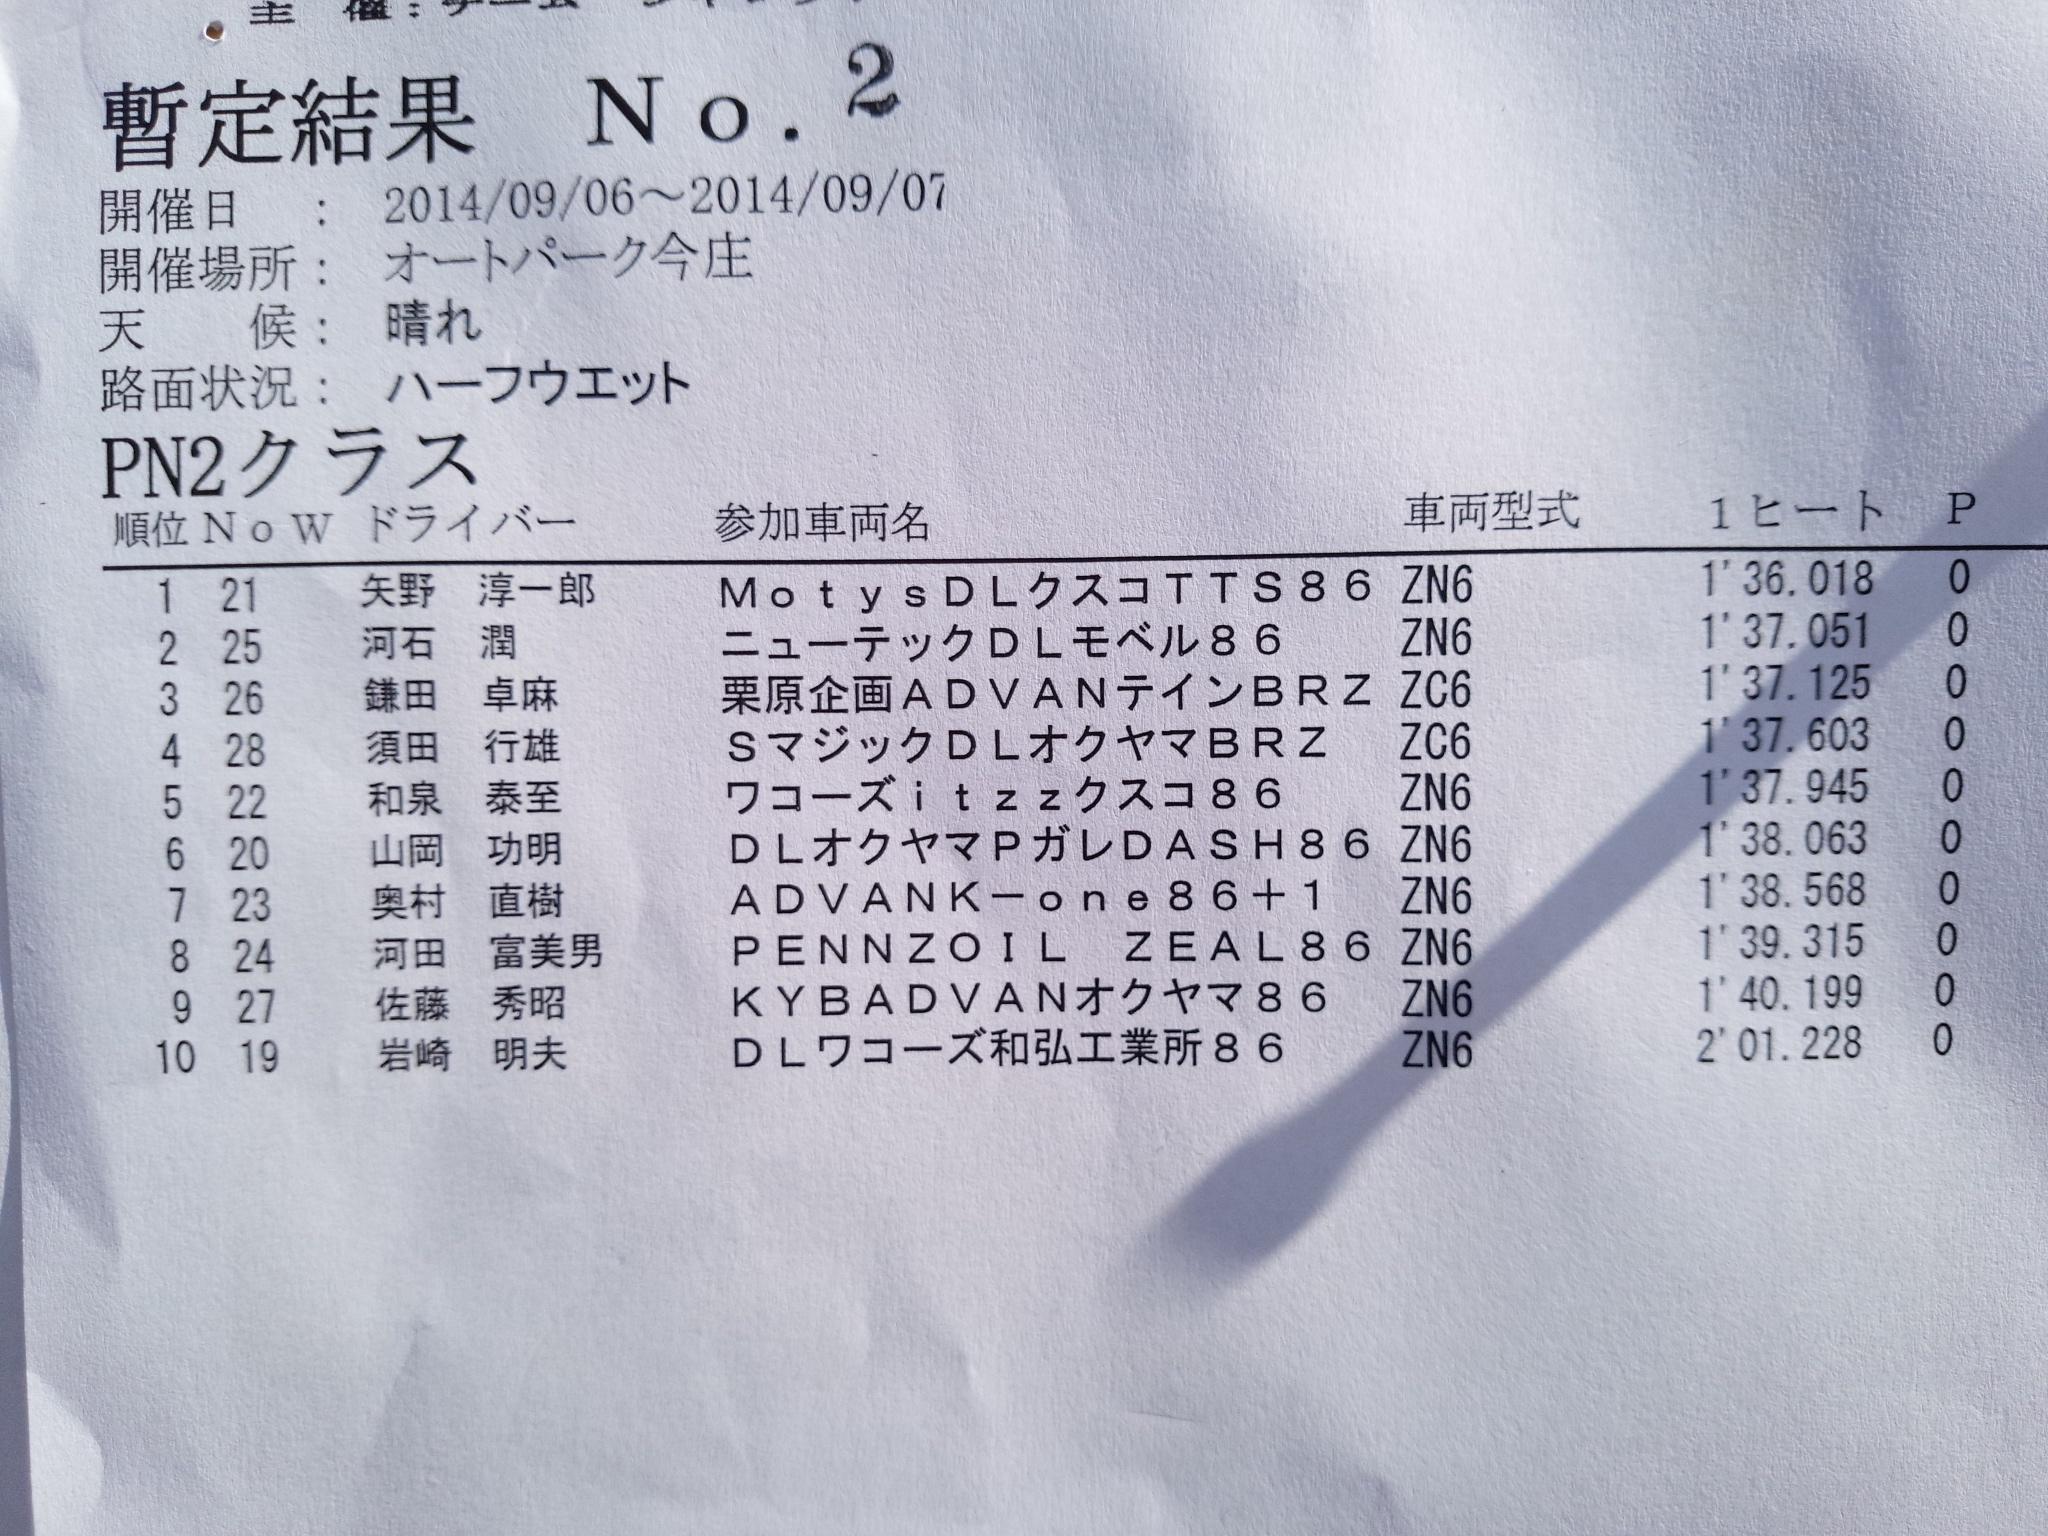 暫定結果 No.2
開催日 : 2014/09/06～2014/09/07
開催場所: オートパーク今庄
天 候: 晴れ
路面状況: ハーフウエット
PN2クラス
順位 No W ドライバー 参加車両名 車両型式 1ヒート P
1 21 矢野 淳一郎 MotysDLクスコTTS86 ZN6 1'36.018 0
2 25 河石 潤 ニューテックDLモベル86 ZN6 1'37.051 0
3 26 鎌田 卓麻 栗原企画ADVANテインBRZ ZC6 1'37.125 0
4 28 須田 行雄 SマジックDLオクヤマBRZ ZC6 1'37.603 0
5 22 和泉 泰至 ワコーズitzzクスコ86 ZN6 1'37.945 0
6 20 山岡 功明 DLオクヤマPガレDASH86 ZN6 1'38.063 0
7 23 奥村 直樹 ADVANK－one86＋1 ZN6 1'38.568 0
8 24 河田 富美男 PENNZOIL ZEAL86 ZN6 1'39.315 0
9 27 佐藤 秀昭 KYBADVANオクヤマ86 ZN6 1'40.199 0
10 19 岩崎 明夫 DLワコーズ和弘工業所86 ZN6 2'01.228 0